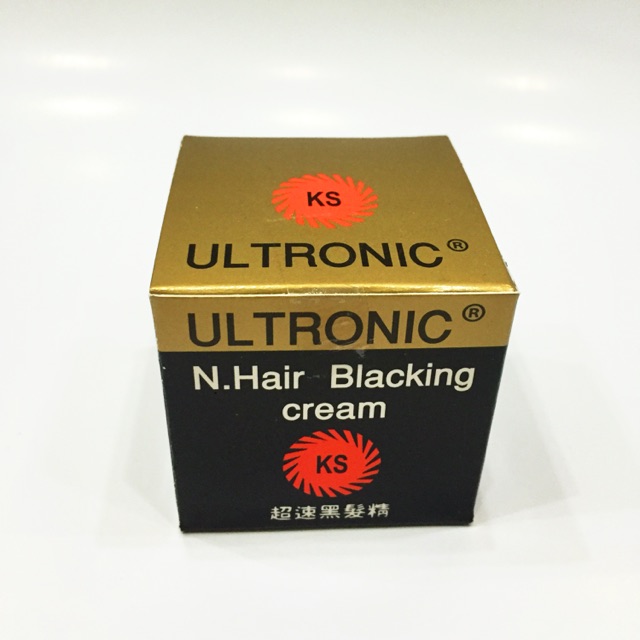 KS
ULTRONIC®
ULTRONIC®
N.Hair Blacking
cream
KS
超速黑髮精